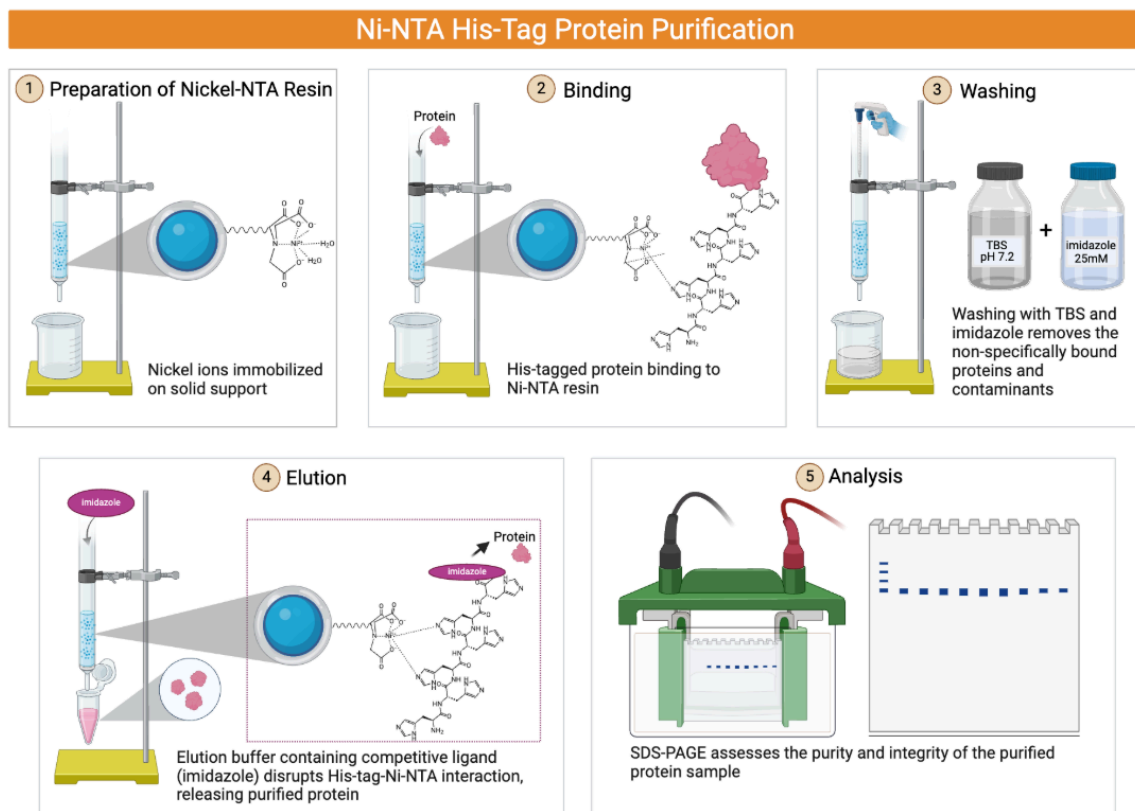 Ni-NTA His-Tag Protein Purification
1 Preparation of Nickel-NTA Resin
Nickel ions immobilized
on solid support
2 Binding
Protein
His-tagged protein binding to
Ni-NTA resin
3 Washing
TBS
pH 7.2
+
imidazole
25mM
Washing with TBS and
imidazole removes the
non-specifically bound
proteins and
contaminants
4 Elution
imidazole
Protein
imidazole
Elution buffer containing competitive ligand
(imidazole) disrupts His-tag-Ni-NTA interaction,
releasing purified protein
5 Analysis
SDS-PAGE assesses the purity and integrity of the purified
protein sample